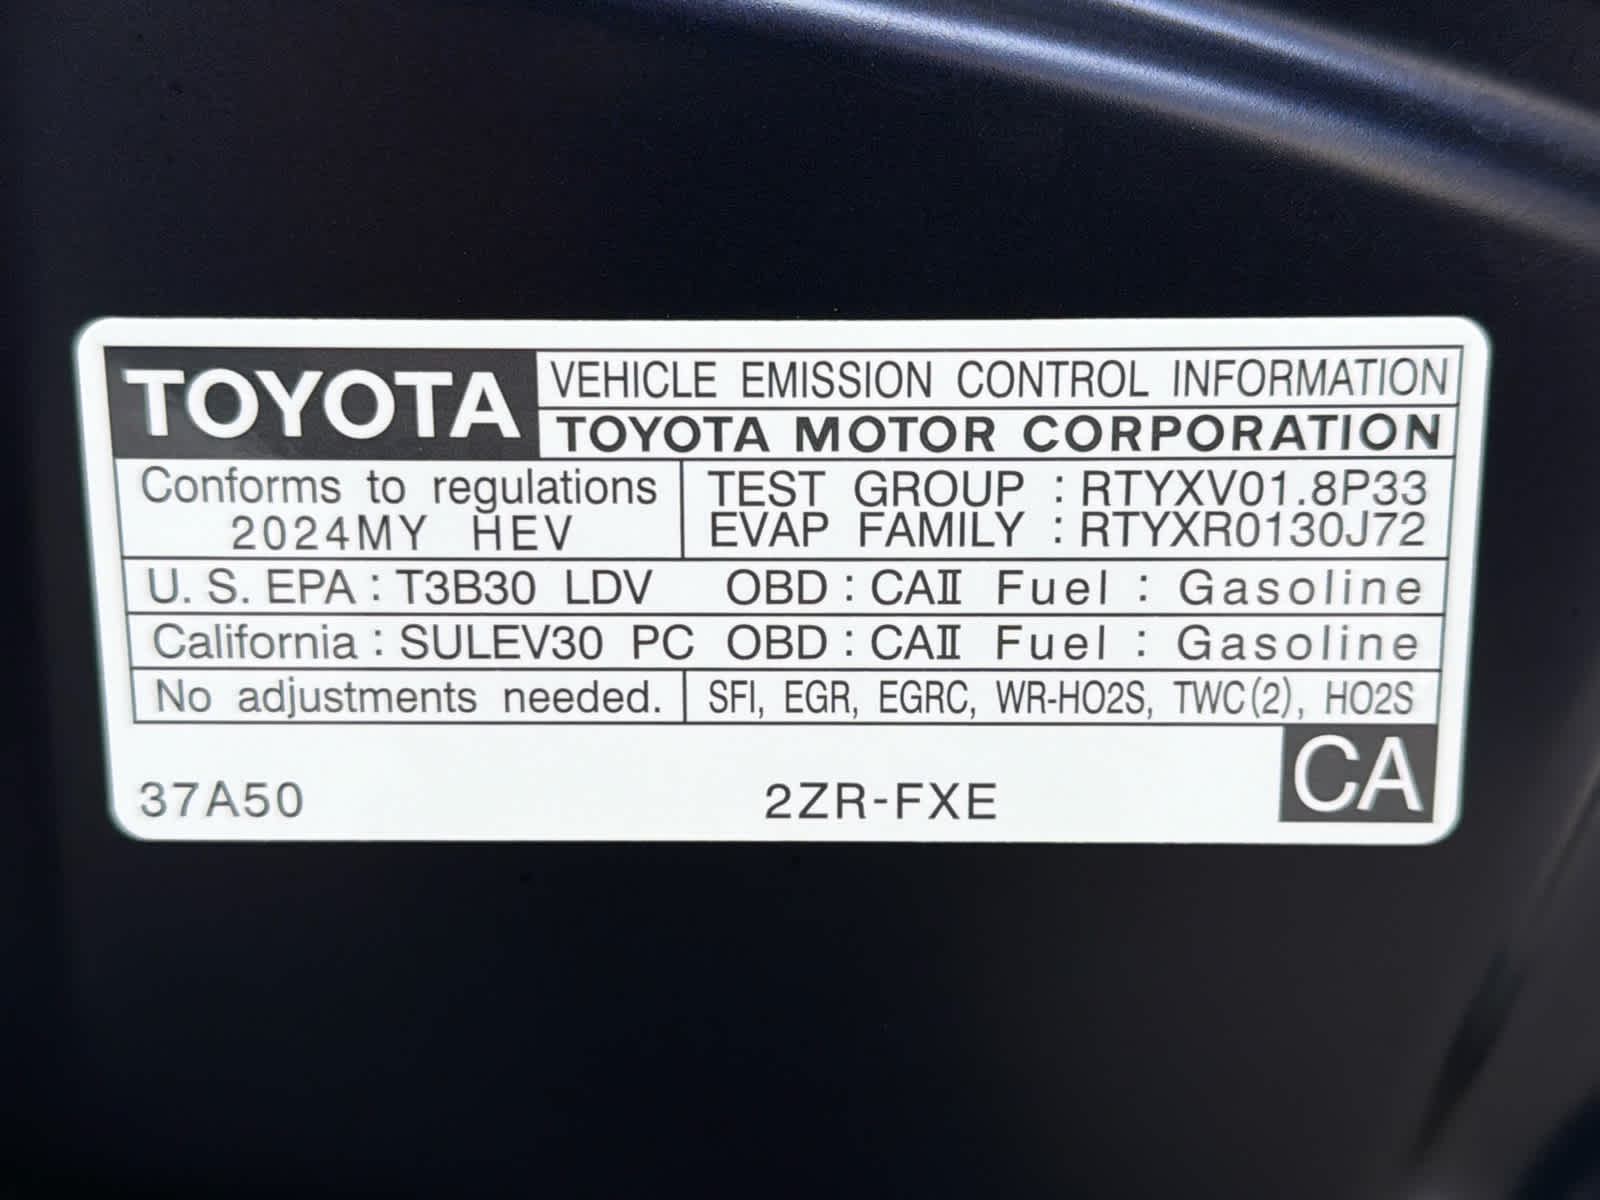 TOYOTA VEHICLE EMISSION CONTROL INFORMATION
TOYOTA MOTOR CORPORATION
Conforms to regulations
2024MY HEV
TEST GROUP : RTYXV01.8P33
EVAP FAMILY : RTYXR0130J72
U. S. EPA : T3B30 LDV OBD : CAⅡ Fuel : Gasoline
California : SULEV30 PC OBD : CAⅡ Fuel : Gasoline
No adjustments needed. SFI, EGR, EGRC, WR-HO2S, TWC(2), HO2S
37A50 2ZR-FXE CA